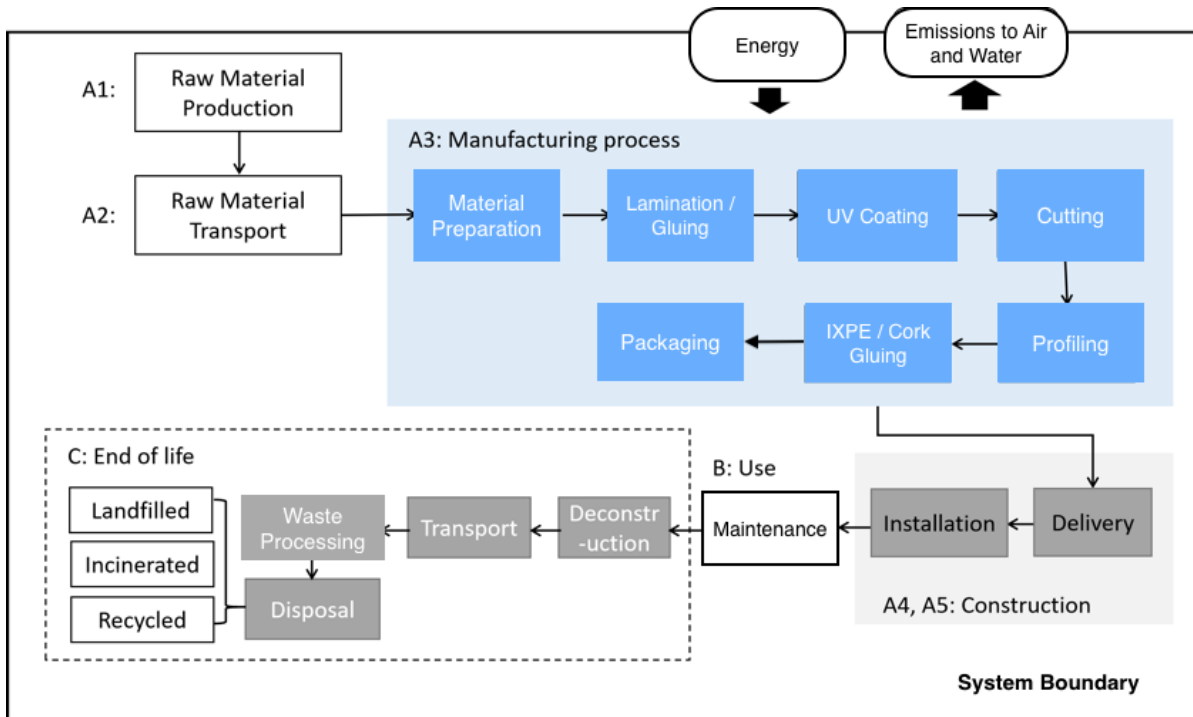 Energy
Emissions to Air
and Water
A1:
Raw Material
Production
A2:
Raw Material
Transport
A3: Manufacturing process
Material
Preparation
Lamination /
Gluing
UV Coating
Cutting
Packaging
IXPE / Cork
Gluing
Profiling
C: End of life
Landfilled
Incinerated
Recycled
Waste
Processing
Disposal
Transport
Deconstr
-uction
B: Use
Maintenance
Installation
Delivery
A4, A5: Construction
System Boundary